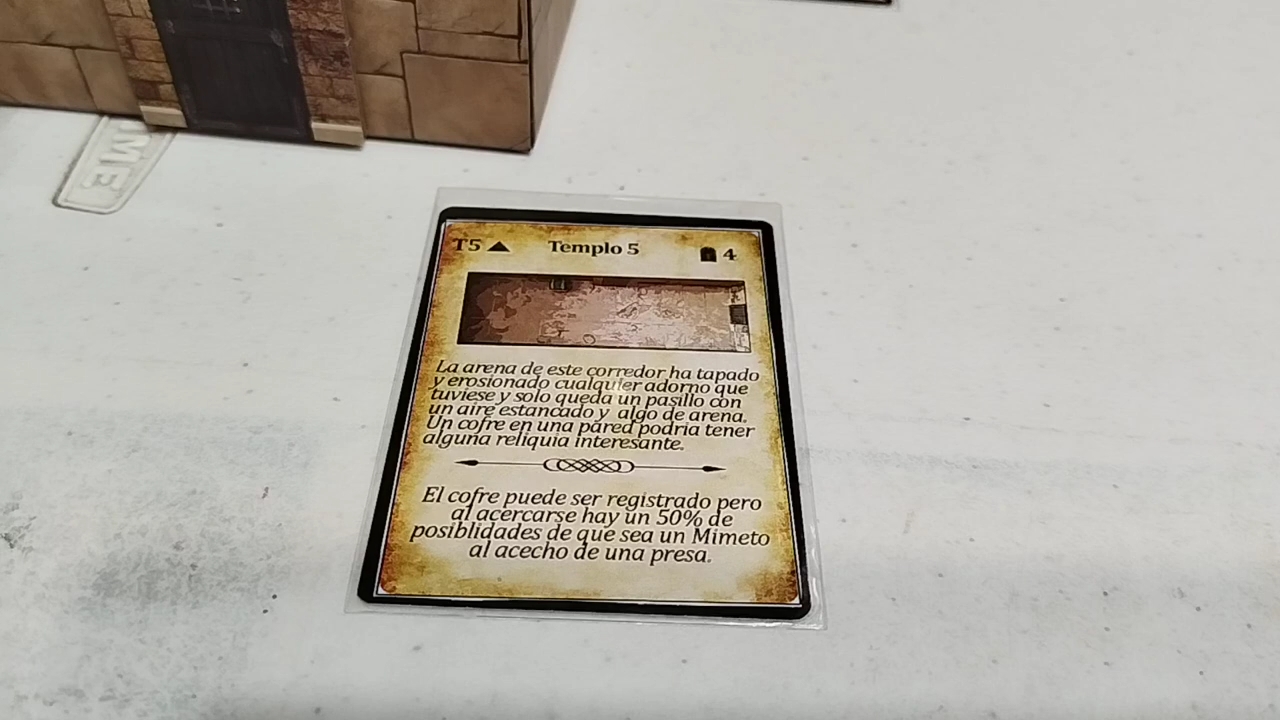 ME
T5 Templo 5 4
La arena de este corredor ha tapado
y erosionado cualquier adorno que
tuviese y solo queda un pasillo con
un aire estancado y algo de arena.
Un cofre en una pared podria tener
alguna reliquia interesante.
El cofre puede ser registrado pero
al acercarse hay un 50% de
posiblidades de que sea un Mimeto
al acecho de una presa.